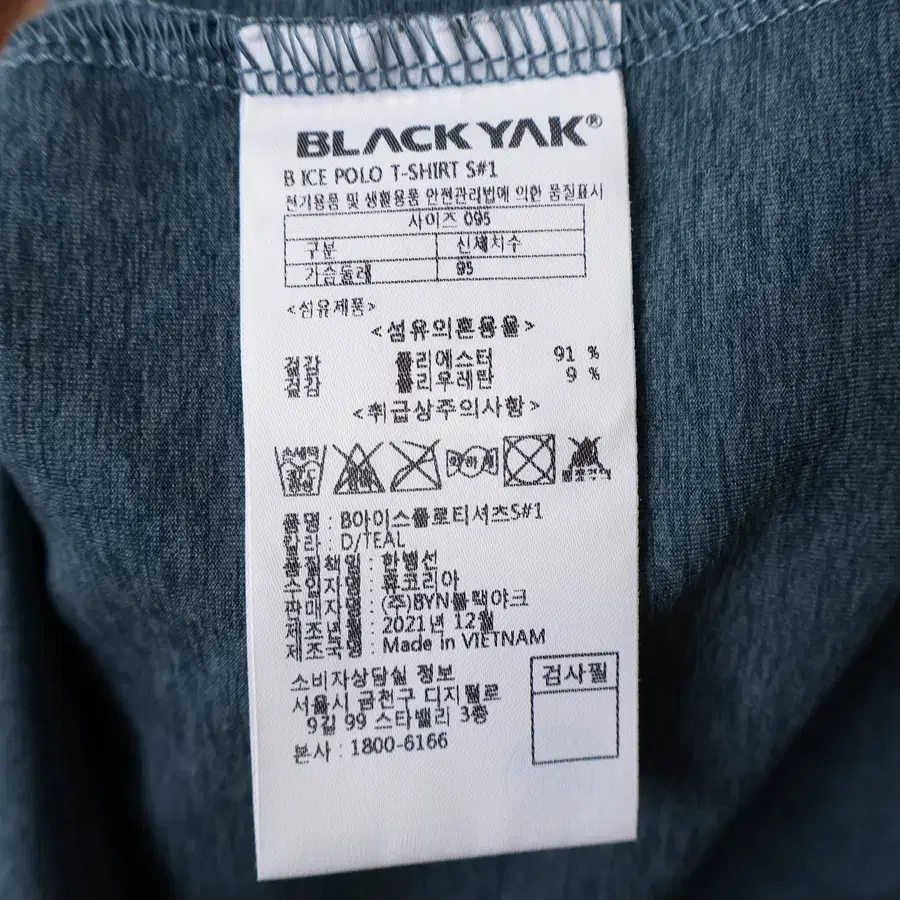 BLACKYAK®
B ICE POLO T-SHIRT S#1
전기용품 및 생활용품 안전관리법에 의한 품질표시
사이즈 095
구분 신체치수
가슴둘레 95
<섬유제품>
<섬유의혼용율>
겉감 폴리에스터 91 %
겉감 폴리우레탄 9 %
<취급상주의사항>
손세탁
약하게
품명 : B아이스폴로티셔츠S#1
칼라 : D/TEAL
품질책임 : 한병선
수입자명 : 휴코리아
판매자명 : (주)BYN블랙야크
제조년월 : 2021년 12월
제조국명 : Made in VIETNAM
소비자상담실 정보
서울시 금천구 디지털로
9길 99 스타밸리 3층
본사 : 1800-6166
검사필